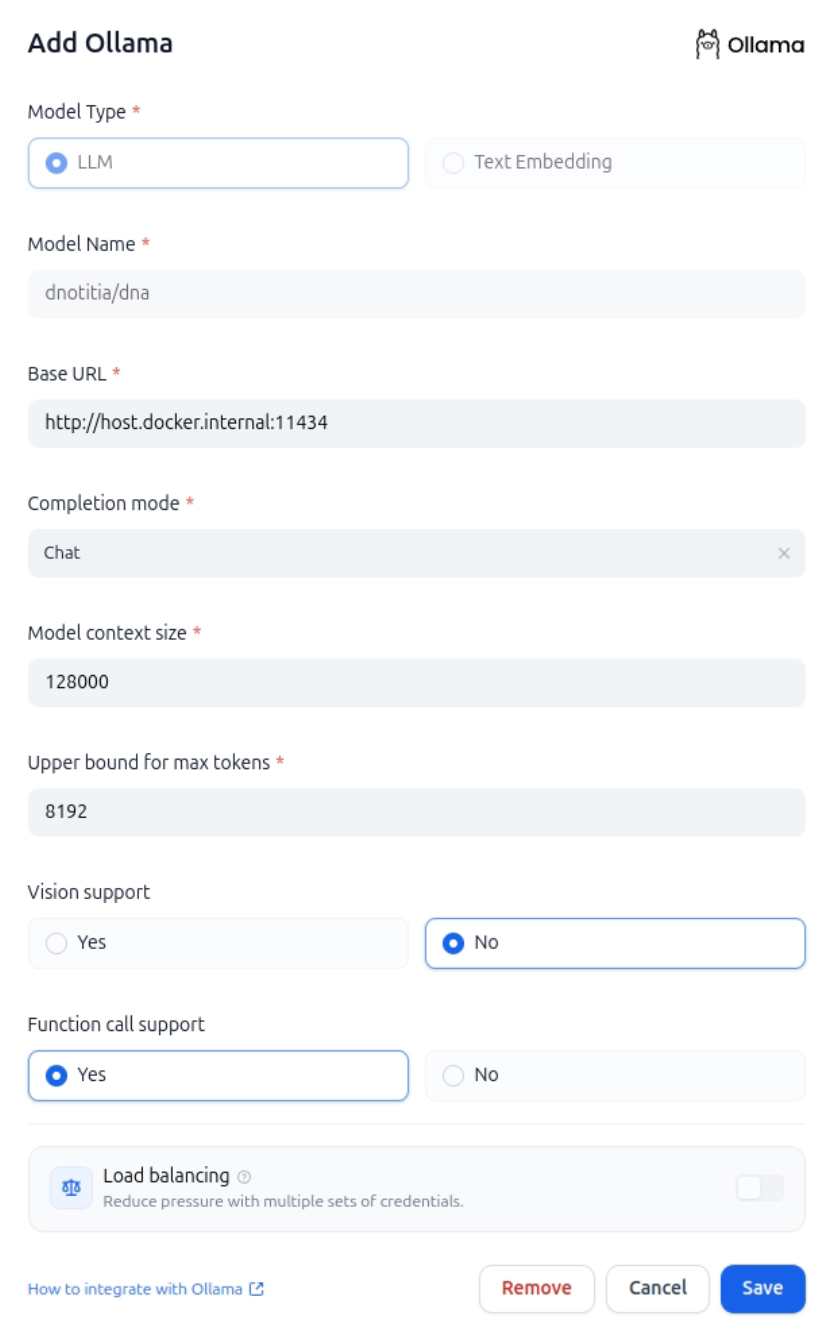 Add Ollama
Ollama
Model Type *
LLM
Text Embedding
Model Name *
dnotitia/dna
Base URL *
http://host.docker.internal:11434
Completion mode *
Chat
Model context size *
128000
Upper bound for max tokens *
8192
Vision support
Yes
No
Function call support
Yes
No
Load balancing
Reduce pressure with multiple sets of credentials.
How to integrate with Ollama
Remove
Cancel
Save